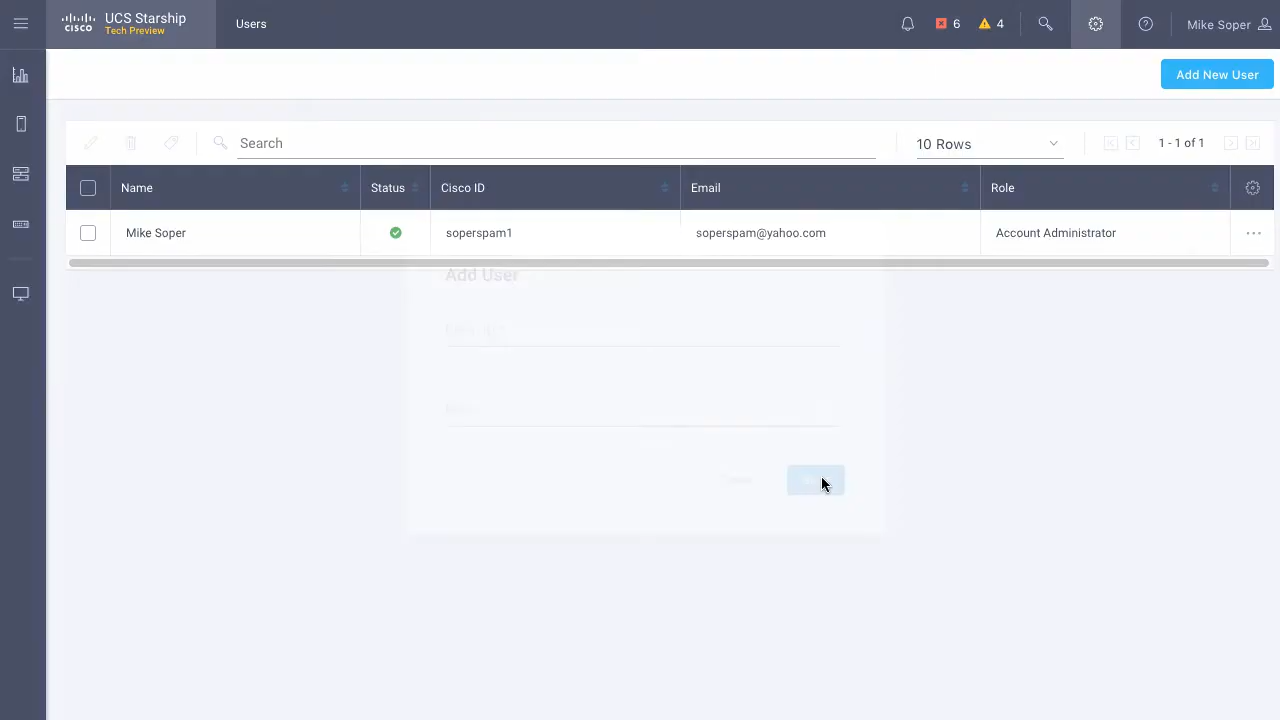 cisco
UCS Starship
Tech Preview
Users
6
4
Mike Soper
Add New User
Search
10 Rows
1 - 1 of 1
Name
Status
Cisco ID
Email
Role
Mike Soper
soperspam1
soperspam@yahoo.com
Account Administrator
Add User